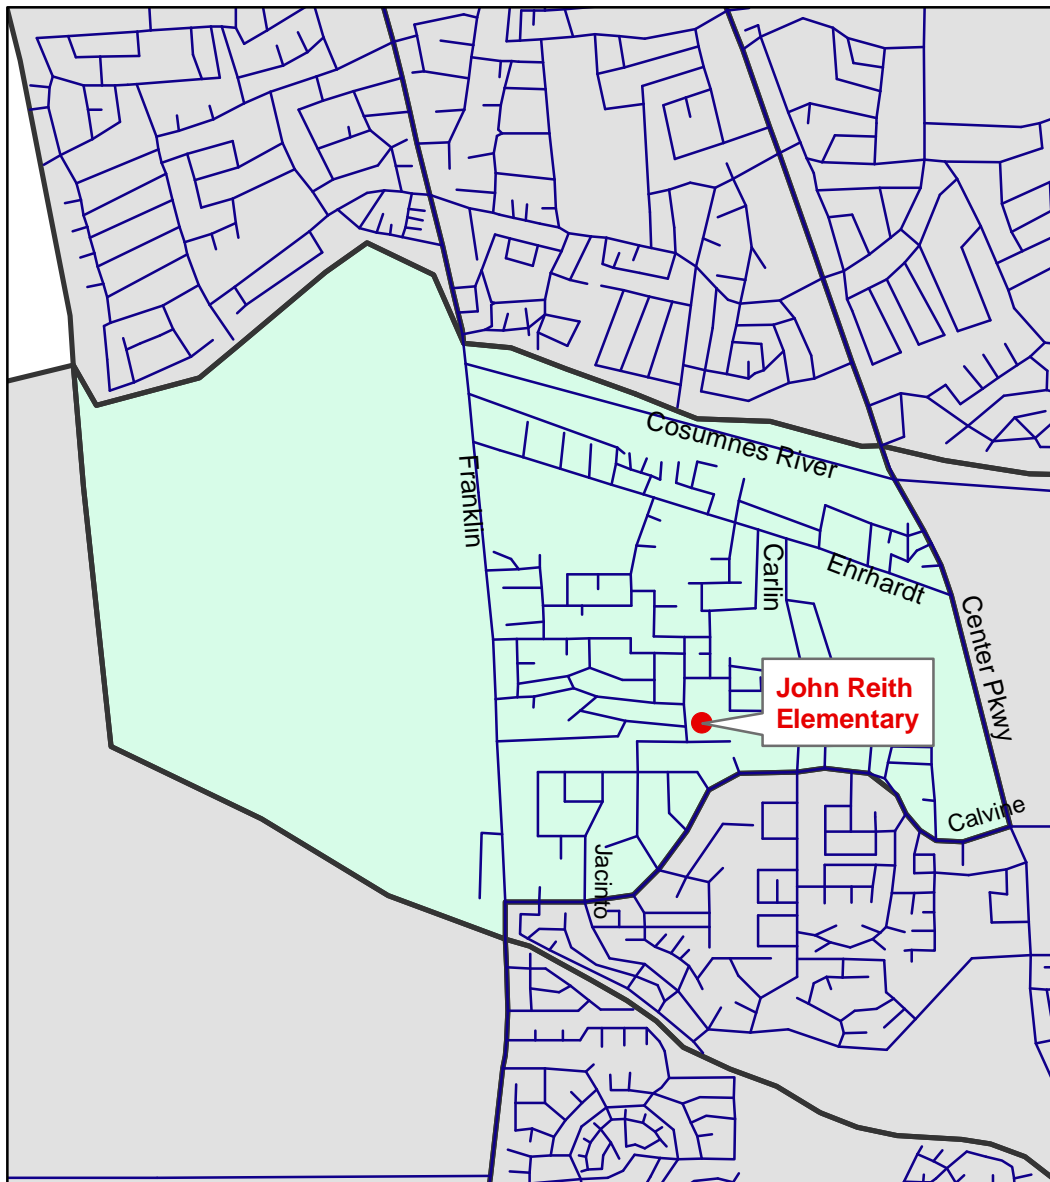 Cosumnes River
Franklin
Carlin
Ehrhardt
Center Pkwy
John Reith
Elementary
Calvine
Jacinto